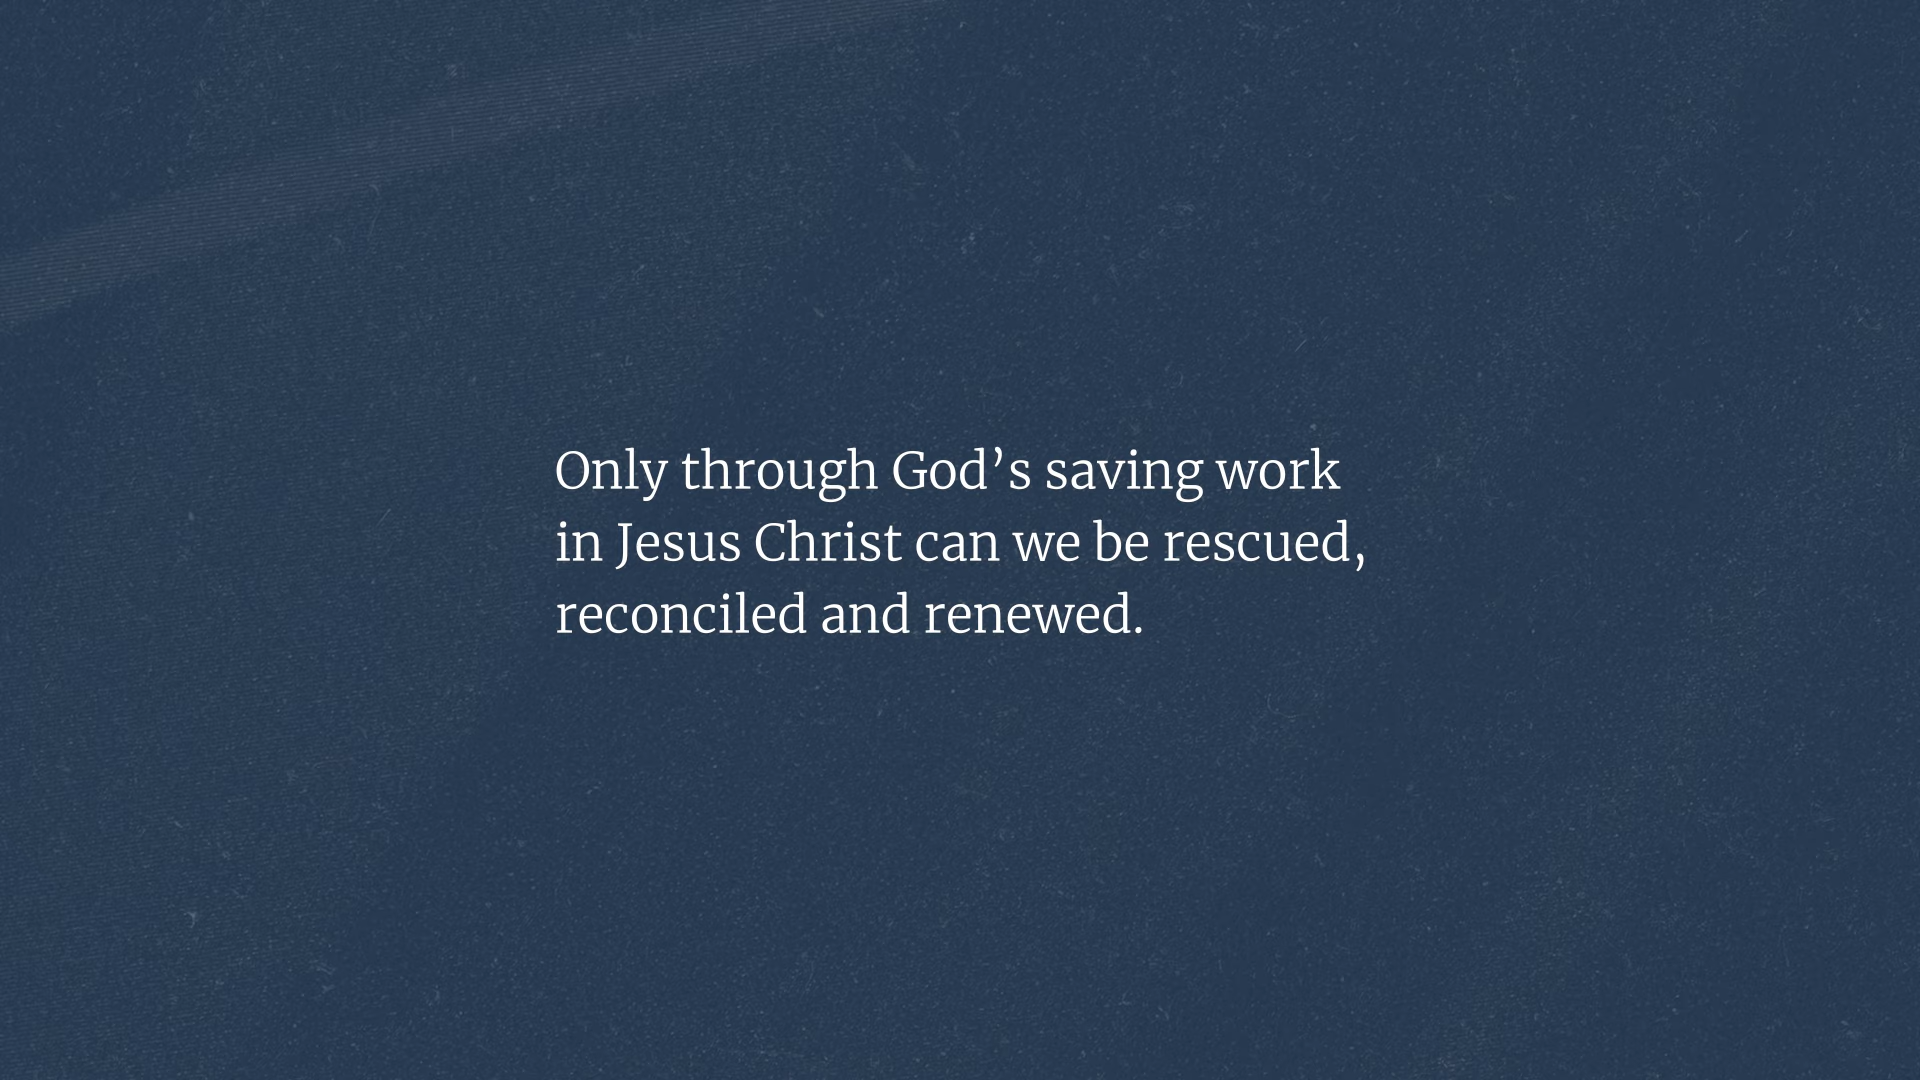 Only through God’s saving work
in Jesus Christ can we be rescued,
reconciled and renewed.